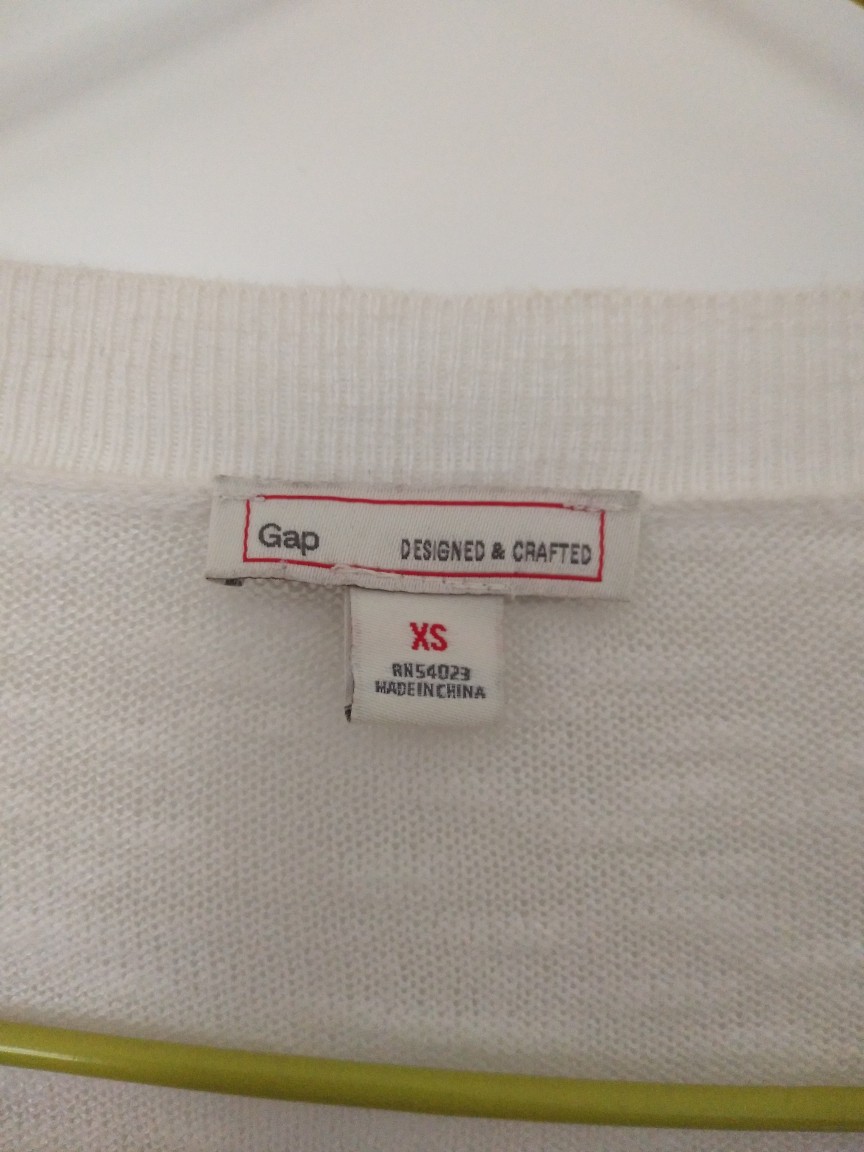 Gap DESIGNED & CRAFTED
XS
RN54023
MADE IN CHINA